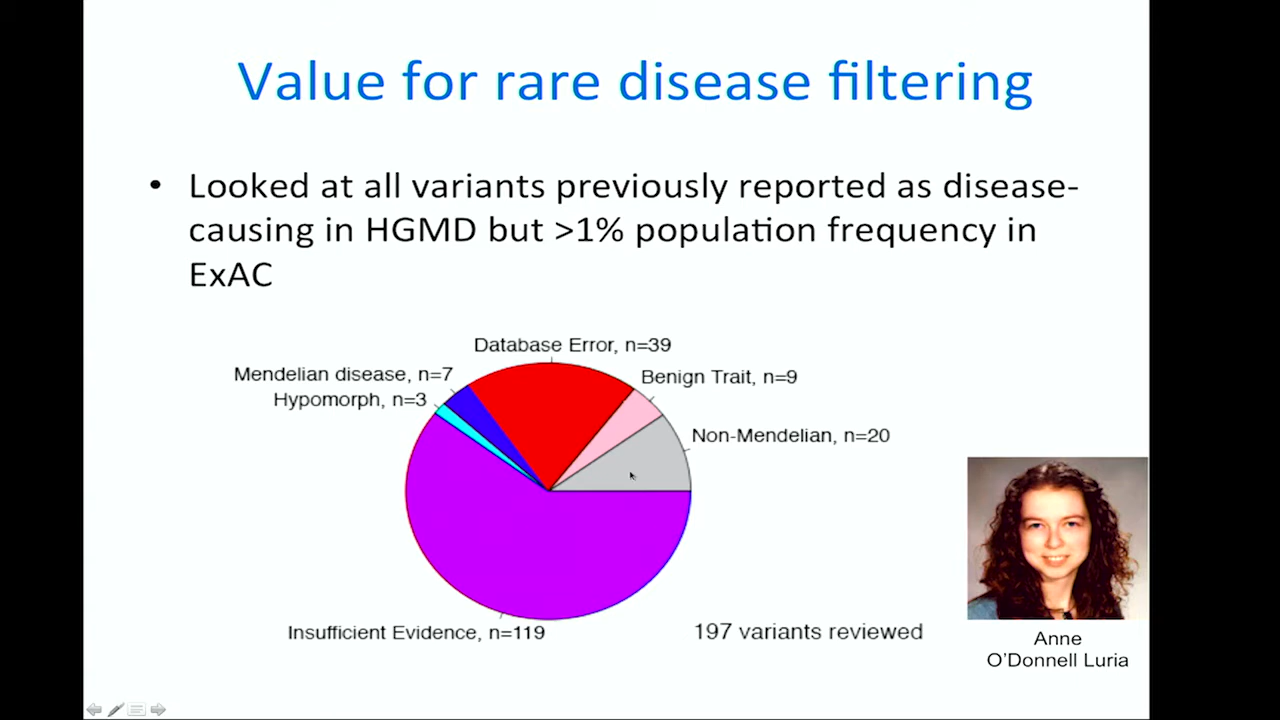 Value for rare disease filtering
• Looked at all variants previously reported as disease-
causing in HGMD but >1% population frequency in
ExAC
Database Error, n=39
Mendelian disease, n=7
Benign Trait, n=9
Hypomorph, n=3
Non-Mendelian, n=20
Insufficient Evidence, n=119
197 variants reviewed
Anne
O'Donnell Luria